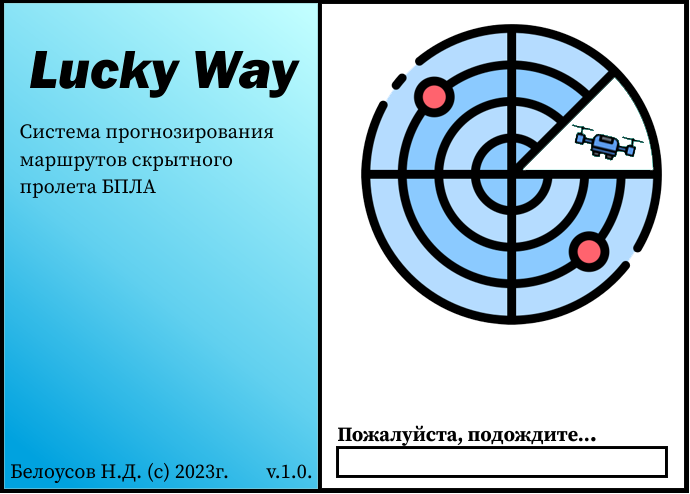 Lucky Way
Система прогнозирования
маршрутов скрытного
пролета БПЛА
Белоусов Н.Д. (с) 2023г. v.1.0.
Пожалуйста, подождите...